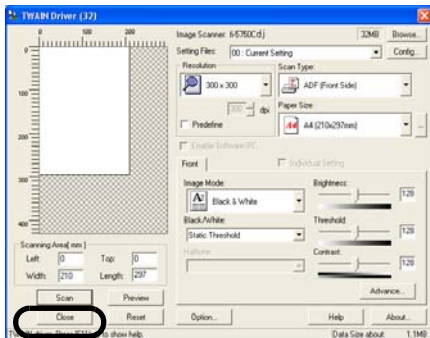 TWAIN Driver (32)
0 100 200
0
100
200
300
400
Image Scanner: fi-5750Cdj 32MB Browse...
Setting Files: 00 : Current Setting Config...
Resolution
300 x 300
300 dpi
Predefine
Scan Type:
ADF (Front Side)
Paper Size:
A4 (210x297mm) ...
Enable Software IPC
Front Individual Setting
Image Mode:
Black & White
Black/White:
Static Threshold
Halftone:
Brightness:
128
Threshold:
128
Contrast:
128
Advance...
Scanning Area[ mm ]
Left: 0 Top: 0
Width: 210 Length: 297
Scan Preview
Close Reset Option... Help About...
to show help. Data Size about 1.1MB